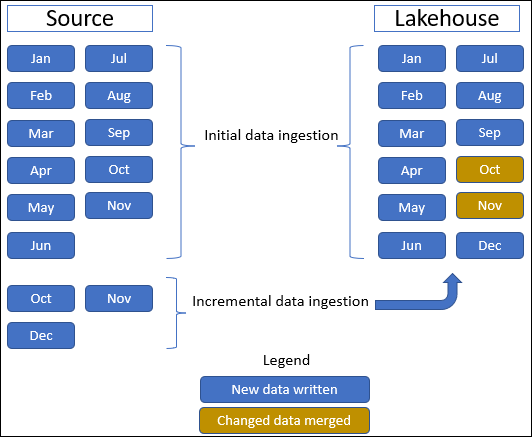 Source
Lakehouse
Jan Jul
Feb Aug
Mar Sep
Apr Oct
May Nov
Jun
Initial data ingestion
Jan Jul
Feb Aug
Mar Sep
Apr Oct
May Nov
Jun Dec
Oct Nov
Dec
Incremental data ingestion
Legend
New data written
Changed data merged